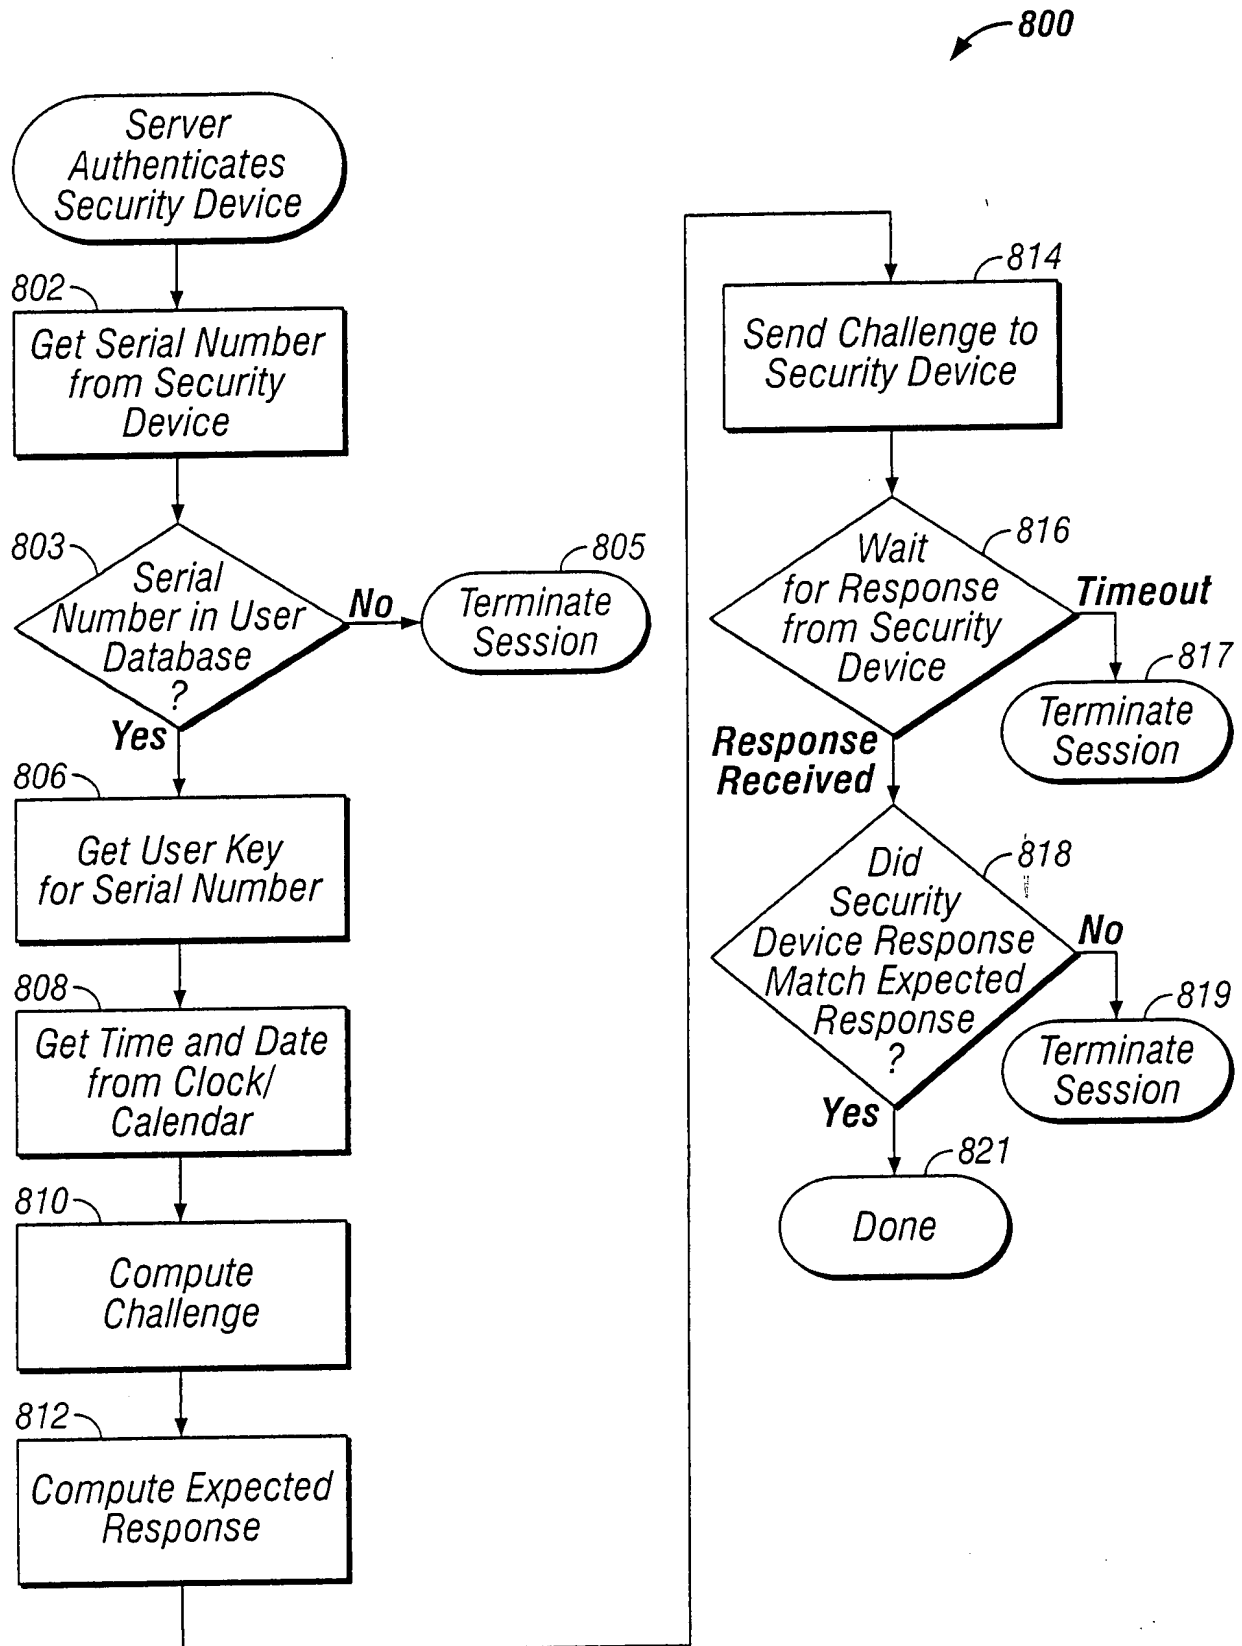 800
Server
Authenticates
Security Device
802
Get Serial Number
from Security
Device
803
Serial
Number in User
Database
?
No
805
Terminate
Session
Yes
806
Get User Key
for Serial Number
808
Get Time and Date
from Clock/
Calendar
810
Compute
Challenge
812
Compute Expected
Response
814
Send Challenge to
Security Device
816
Wait
for Response
from Security
Device
Timeout
817
Terminate
Session
Response
Received
818
Did
Security
Device Response
Match Expected
Response
?
No
819
Terminate
Session
Yes
821
Done